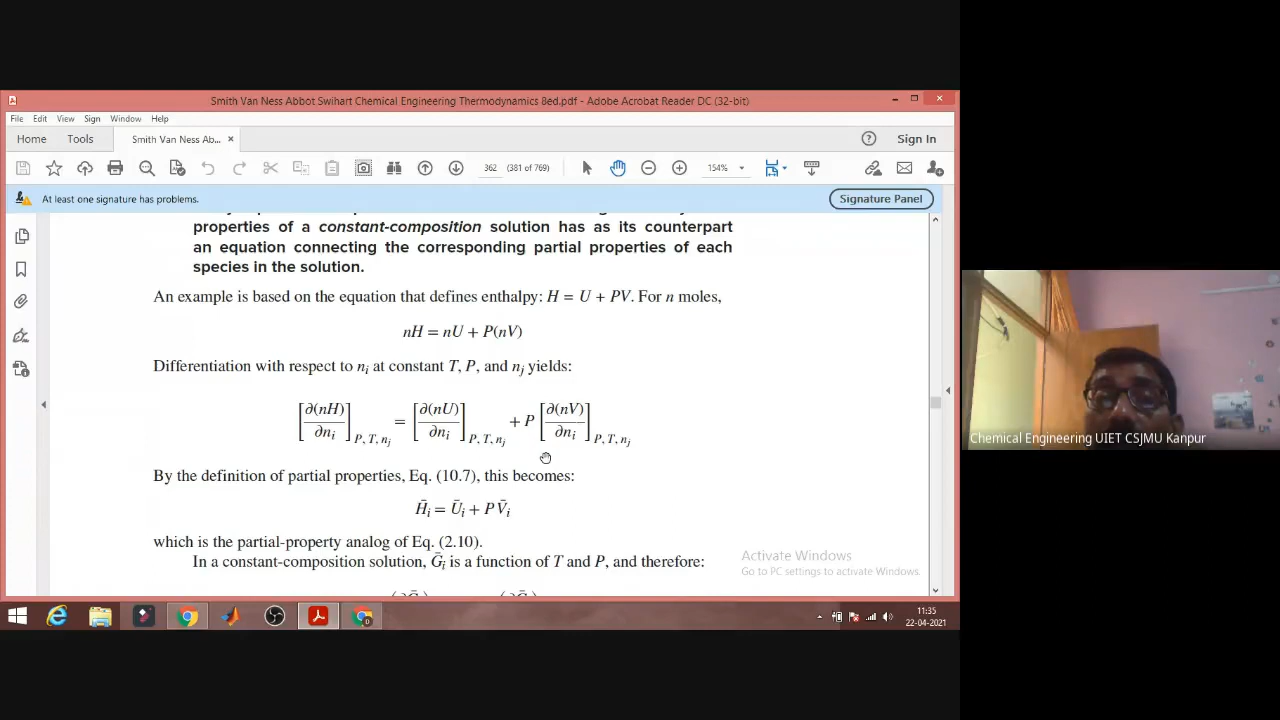 Smith Van Ness Abbot Swihart Chemical Engineering Thermodynamics 8ed.pdf - Adobe Acrobat Reader DC (32-bit)
File Edit View Sign Window Help
Home Tools Smith Van Ness Ab... × Sign In
362 (381 of 769) 154%
At least one signature has problems. Signature Panel
properties of a constant-composition solution has as its counterpart
an equation connecting the corresponding partial properties of each
species in the solution.
An example is based on the equation that defines enthalpy: H = U + PV. For n moles,
nH = nU + P(nV)
Differentiation with respect to nᵢ at constant T, P, and nⱼ yields:
[∂(nH)/∂nᵢ]P, T, nⱼ = [∂(nU)/∂nᵢ]P, T, nⱼ + P [∂(nV)/∂nᵢ]P, T, nⱼ
By the definition of partial properties, Eq. (10.7), this becomes:
H̄ᵢ = Ūᵢ + P V̄ᵢ
which is the partial-property analog of Eq. (2.10).
In a constant-composition solution, Ḡᵢ is a function of T and P, and therefore:
Activate Windows
Go to PC settings to activate Windows.
11:35
22-04-2021
Chemical Engineering UIET CSJMU Kanpur